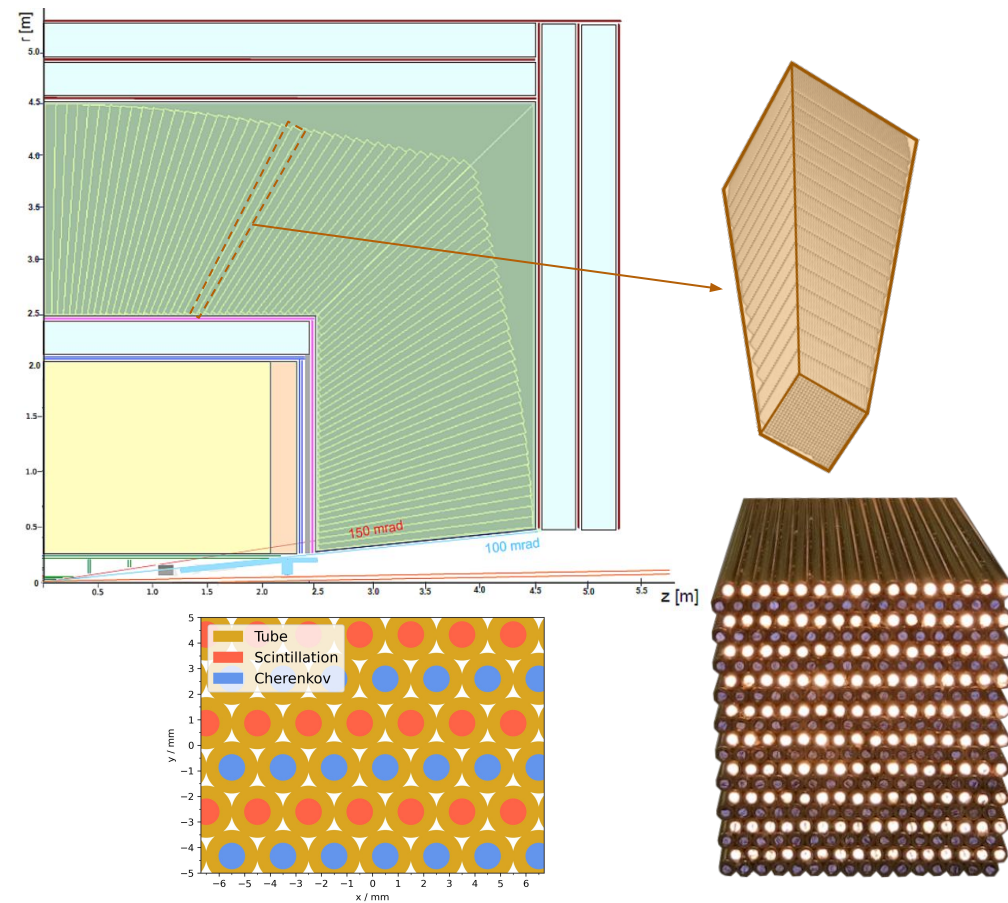 r [m]
5.0
4.5
4.0
3.5
3.0
2.5
2.0
1.5
1.0
0.5
0
150 mrad
100 mrad
0.5 1.0 1.5 2.0 2.5 3.0 3.5 4.0 4.5 5.0 5.5
z [m]
Tube
Scintillation
Cherenkov
5
4
3
2
1
0
−1
−2
−3
−4
−5
y / mm
−6 −5 −4 −3 −2 −1 0 1 2 3 4 5 6
x / mm